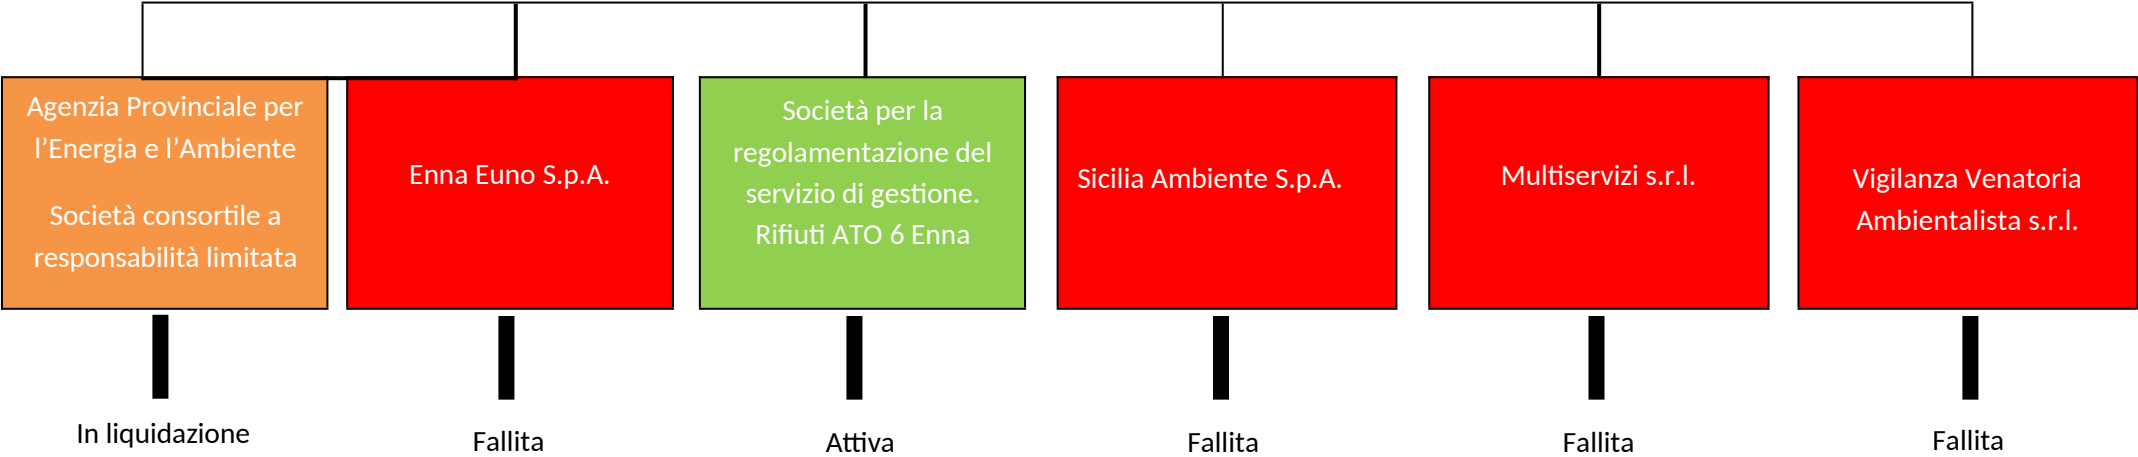 Agenzia Provinciale per
l’Energia e l’Ambiente
Società consortile a
responsabilità limitata
Enna Euno S.p.A.
Società per la
regolamentazione del
servizio di gestione.
Rifiuti ATO 6 Enna
Sicilia Ambiente S.p.A.
Multiservizi s.r.l.
Vigilanza Venatoria
Ambientalista s.r.l.
In liquidazione
Fallita
Attiva
Fallita
Fallita
Fallita